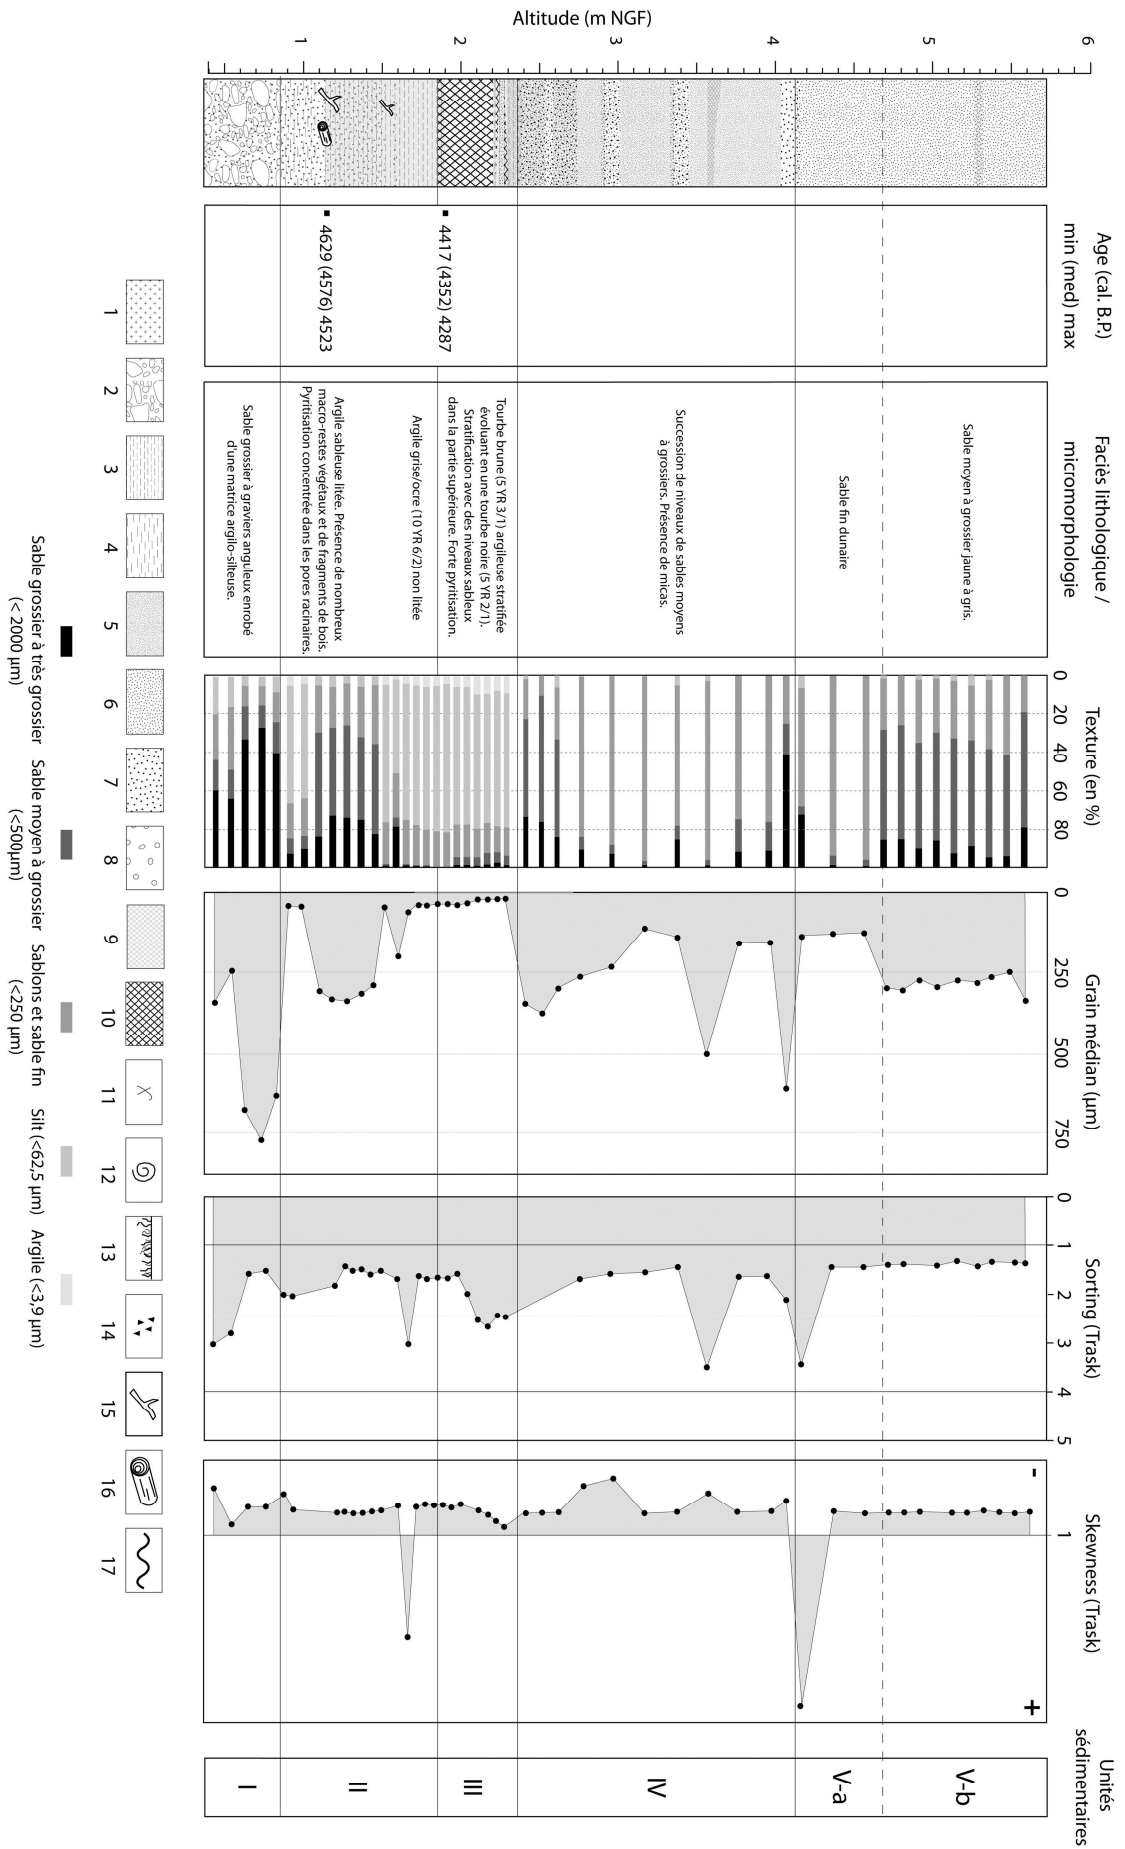 Altitude (m NGF)
1
2
3
4
5
6
Age (cal. B.P.)
min (med) max
4417 (4352) 4287
4629 (4576) 4523
Faciès lithologique /
micromorphologie
Sable moyen à grossier jaune à gris.
Sable fin dunaire
Succession de niveaux de sables moyens
à grossiers. Présence de micas.
Tourbe brune (5 YR 3/1) argileuse stratifiée
évoluant en une tourbe noire (5 YR 2/1).
Stratification avec des niveaux sableux
dans la partie supérieure. Forte pyritisation.
Argile grise/ocre (10 YR 6/2) non litée
Argile sableuse litée. Présence de nombreux
macro-restes végétaux et de fragments de bois.
Pyritisation concentrée dans les pores racinaires.
Sable grossier à graviers anguleux enrobé
d'une matrice argilo-silteuse.
Texture (en %)
0
20
40
60
80
Grain médian (µm)
0
250
500
750
Sorting (Trask)
0
1
2
3
4
5
Skewness (Trask)
-
1
+
Unités
sédimentaires
V-b
V-a
IV
III
II
I
1
2
3
4
5
6
7
8
9
10
11
12
13
14
15
16
17
Sable grossier à très grossier
(< 2000 µm)
Sable moyen à grossier
(<500µm)
Sablons et sable fin
(<250 µm)
Silt (<62,5 µm)
Argile (<3,9 µm)